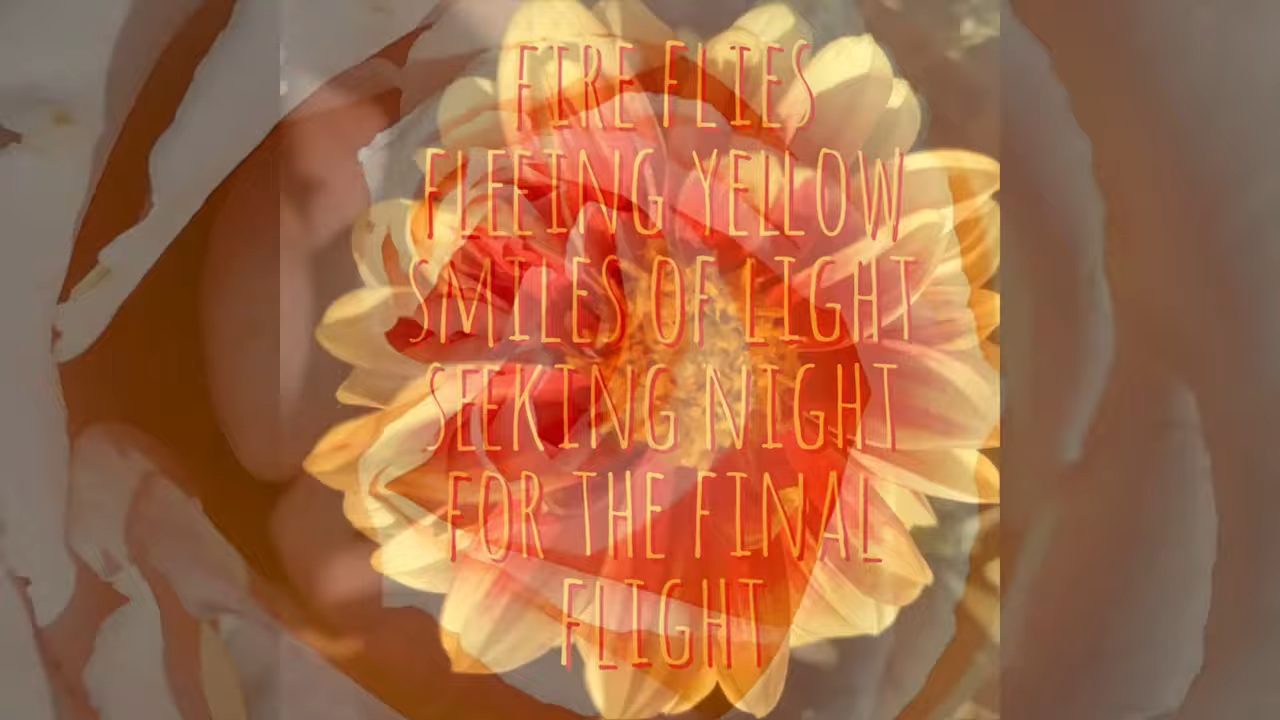 FIRE FLIES
FLEEING YELLOW
SMILES OF LIGHT
SEEKING NIGHT
FOR THE FINAL
FLIGHT